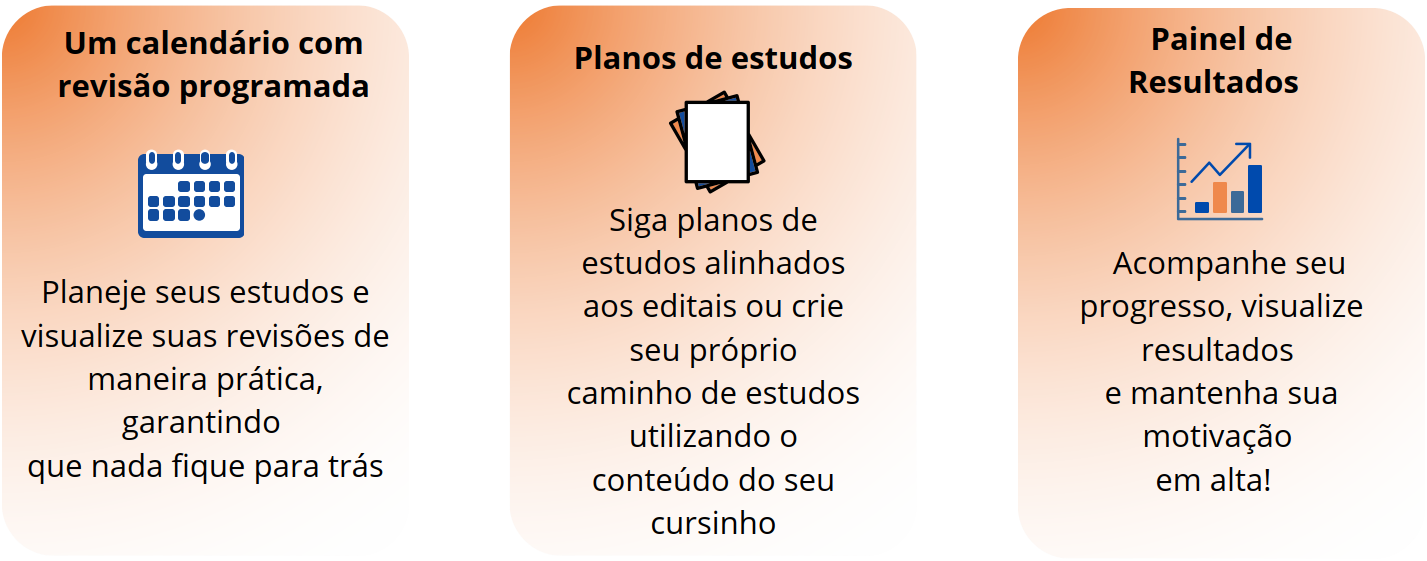 Um calendário com
revisão programada
Planeje seus estudos e
visualize suas revisões de
maneira prática,
garantindo
que nada fique para trás
Planos de estudos
Siga planos de
estudos alinhados
aos editais ou crie
seu próprio
caminho de estudos
utilizando o
conteúdo do seu
cursinho
Painel de
Resultados
Acompanhe seu
progresso, visualize
resultados
e mantenha sua
motivação
em alta!